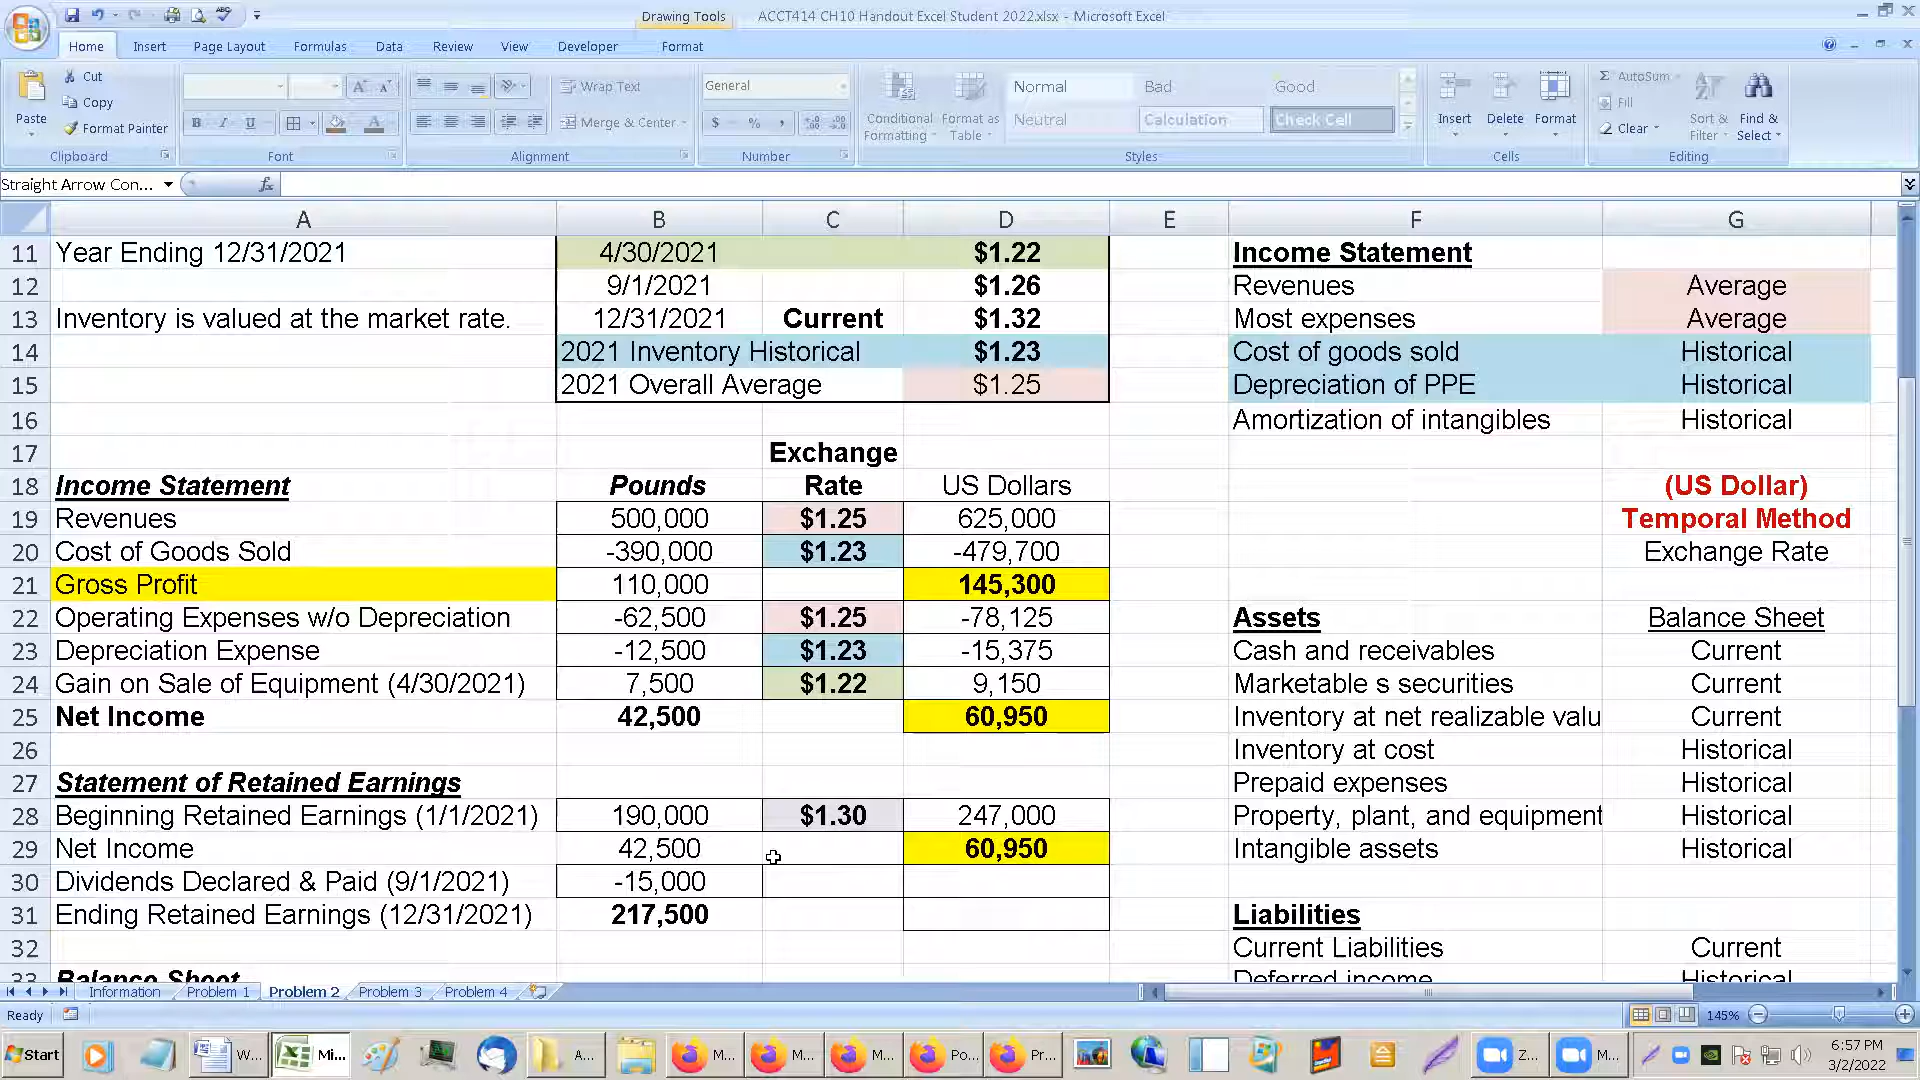 Drawing Tools
ACCT414 CH10 Handout Excel Student 2022.xlsx - Microsoft Excel
Home Insert Page Layout Formulas Data Review View Developer Format
Cut
Copy
Paste
Format Painter
Clipboard
Font
Wrap Text
Merge & Center
Alignment
General
Number
Conditional Formatting
Format as Table
Normal Bad Good
Neutral Calculation Check Cell
Styles
Insert Delete Format
Cells
AutoSum
Fill
Clear
Sort & Filter
Find & Select
Editing
Straight Arrow Con...
fx
A B C D E F G
11 Year Ending 12/31/2021 4/30/2021 $1.22 Income Statement
12 9/1/2021 $1.26 Revenues Average
13 Inventory is valued at the market rate. 12/31/2021 Current $1.32 Most expenses Average
14 2021 Inventory Historical $1.23 Cost of goods sold Historical
15 2021 Overall Average $1.25 Depreciation of PPE Historical
16 Amortization of intangibles Historical
17 Exchange
18 Income Statement Pounds Rate US Dollars (US Dollar)
19 Revenues 500,000 $1.25 625,000 Temporal Method
20 Cost of Goods Sold -390,000 $1.23 -479,700 Exchange Rate
21 Gross Profit 110,000 145,300
22 Operating Expenses w/o Depreciation -62,500 $1.25 -78,125 Assets Balance Sheet
23 Depreciation Expense -12,500 $1.23 -15,375 Cash and receivables Current
24 Gain on Sale of Equipment (4/30/2021) 7,500 $1.22 9,150 Marketable s securities Current
25 Net Income 42,500 60,950 Inventory at net realizable valu Current
26 Inventory at cost Historical
27 Statement of Retained Earnings Prepaid expenses Historical
28 Beginning Retained Earnings (1/1/2021) 190,000 $1.30 247,000 Property, plant, and equipment Historical
29 Net Income 42,500 60,950 Intangible assets Historical
30 Dividends Declared & Paid (9/1/2021) -15,000
31 Ending Retained Earnings (12/31/2021) 217,500 Liabilities
32 Current Liabilities Current
33 Balance Sheet Deferred income Historical
Information Problem 1 Problem 2 Problem 3 Problem 4
Ready 145%
Start W... Mi... A... M... M... M... Po... Pr... Z... M... 6:57 PM
3/2/2022